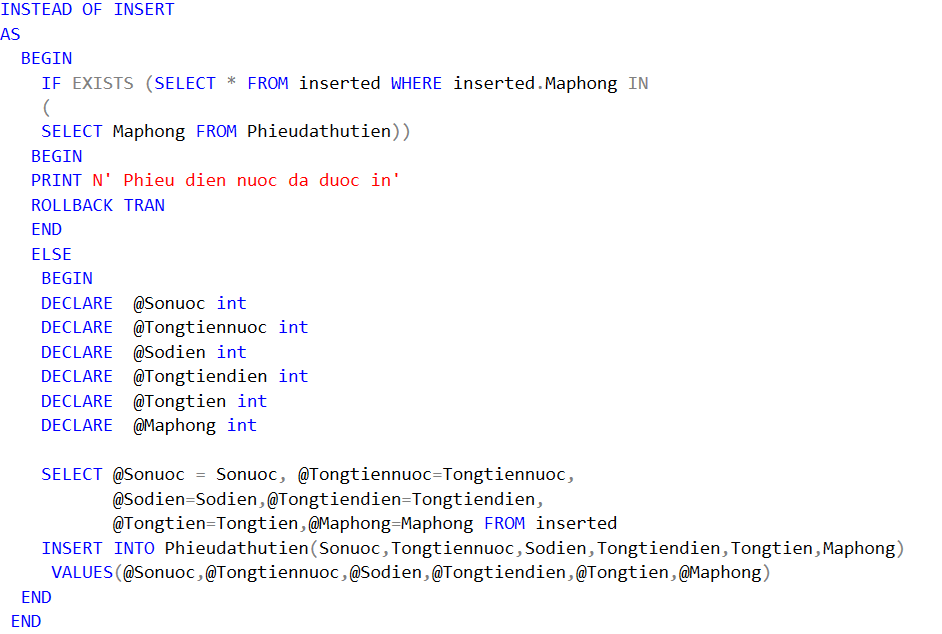 INSTEAD OF INSERT
AS
BEGIN
IF EXISTS (SELECT * FROM inserted WHERE inserted.Maphong IN
(
SELECT Maphong FROM Phieudathutien))
BEGIN
PRINT N' Phieu dien nuoc da duoc in'
ROLLBACK TRAN
END
ELSE
BEGIN
DECLARE @Sonuoc int
DECLARE @Tongtiennuoc int
DECLARE @Sodien int
DECLARE @Tongtiendien int
DECLARE @Tongtien int
DECLARE @Maphong int
SELECT @Sonuoc = Sonuoc, @Tongtiennuoc=Tongtiennuoc,
@Sodien=Sodien,@Tongtiendien=Tongtiendien,
@Tongtien=Tongtien,@Maphong=Maphong FROM inserted
INSERT INTO Phieudathutien(Sonuoc,Tongtiennuoc,Sodien,Tongtiendien,Tongtien,Maphong)
VALUES(@Sonuoc,@Tongtiennuoc,@Sodien,@Tongtiendien,@Tongtien,@Maphong)
END
END